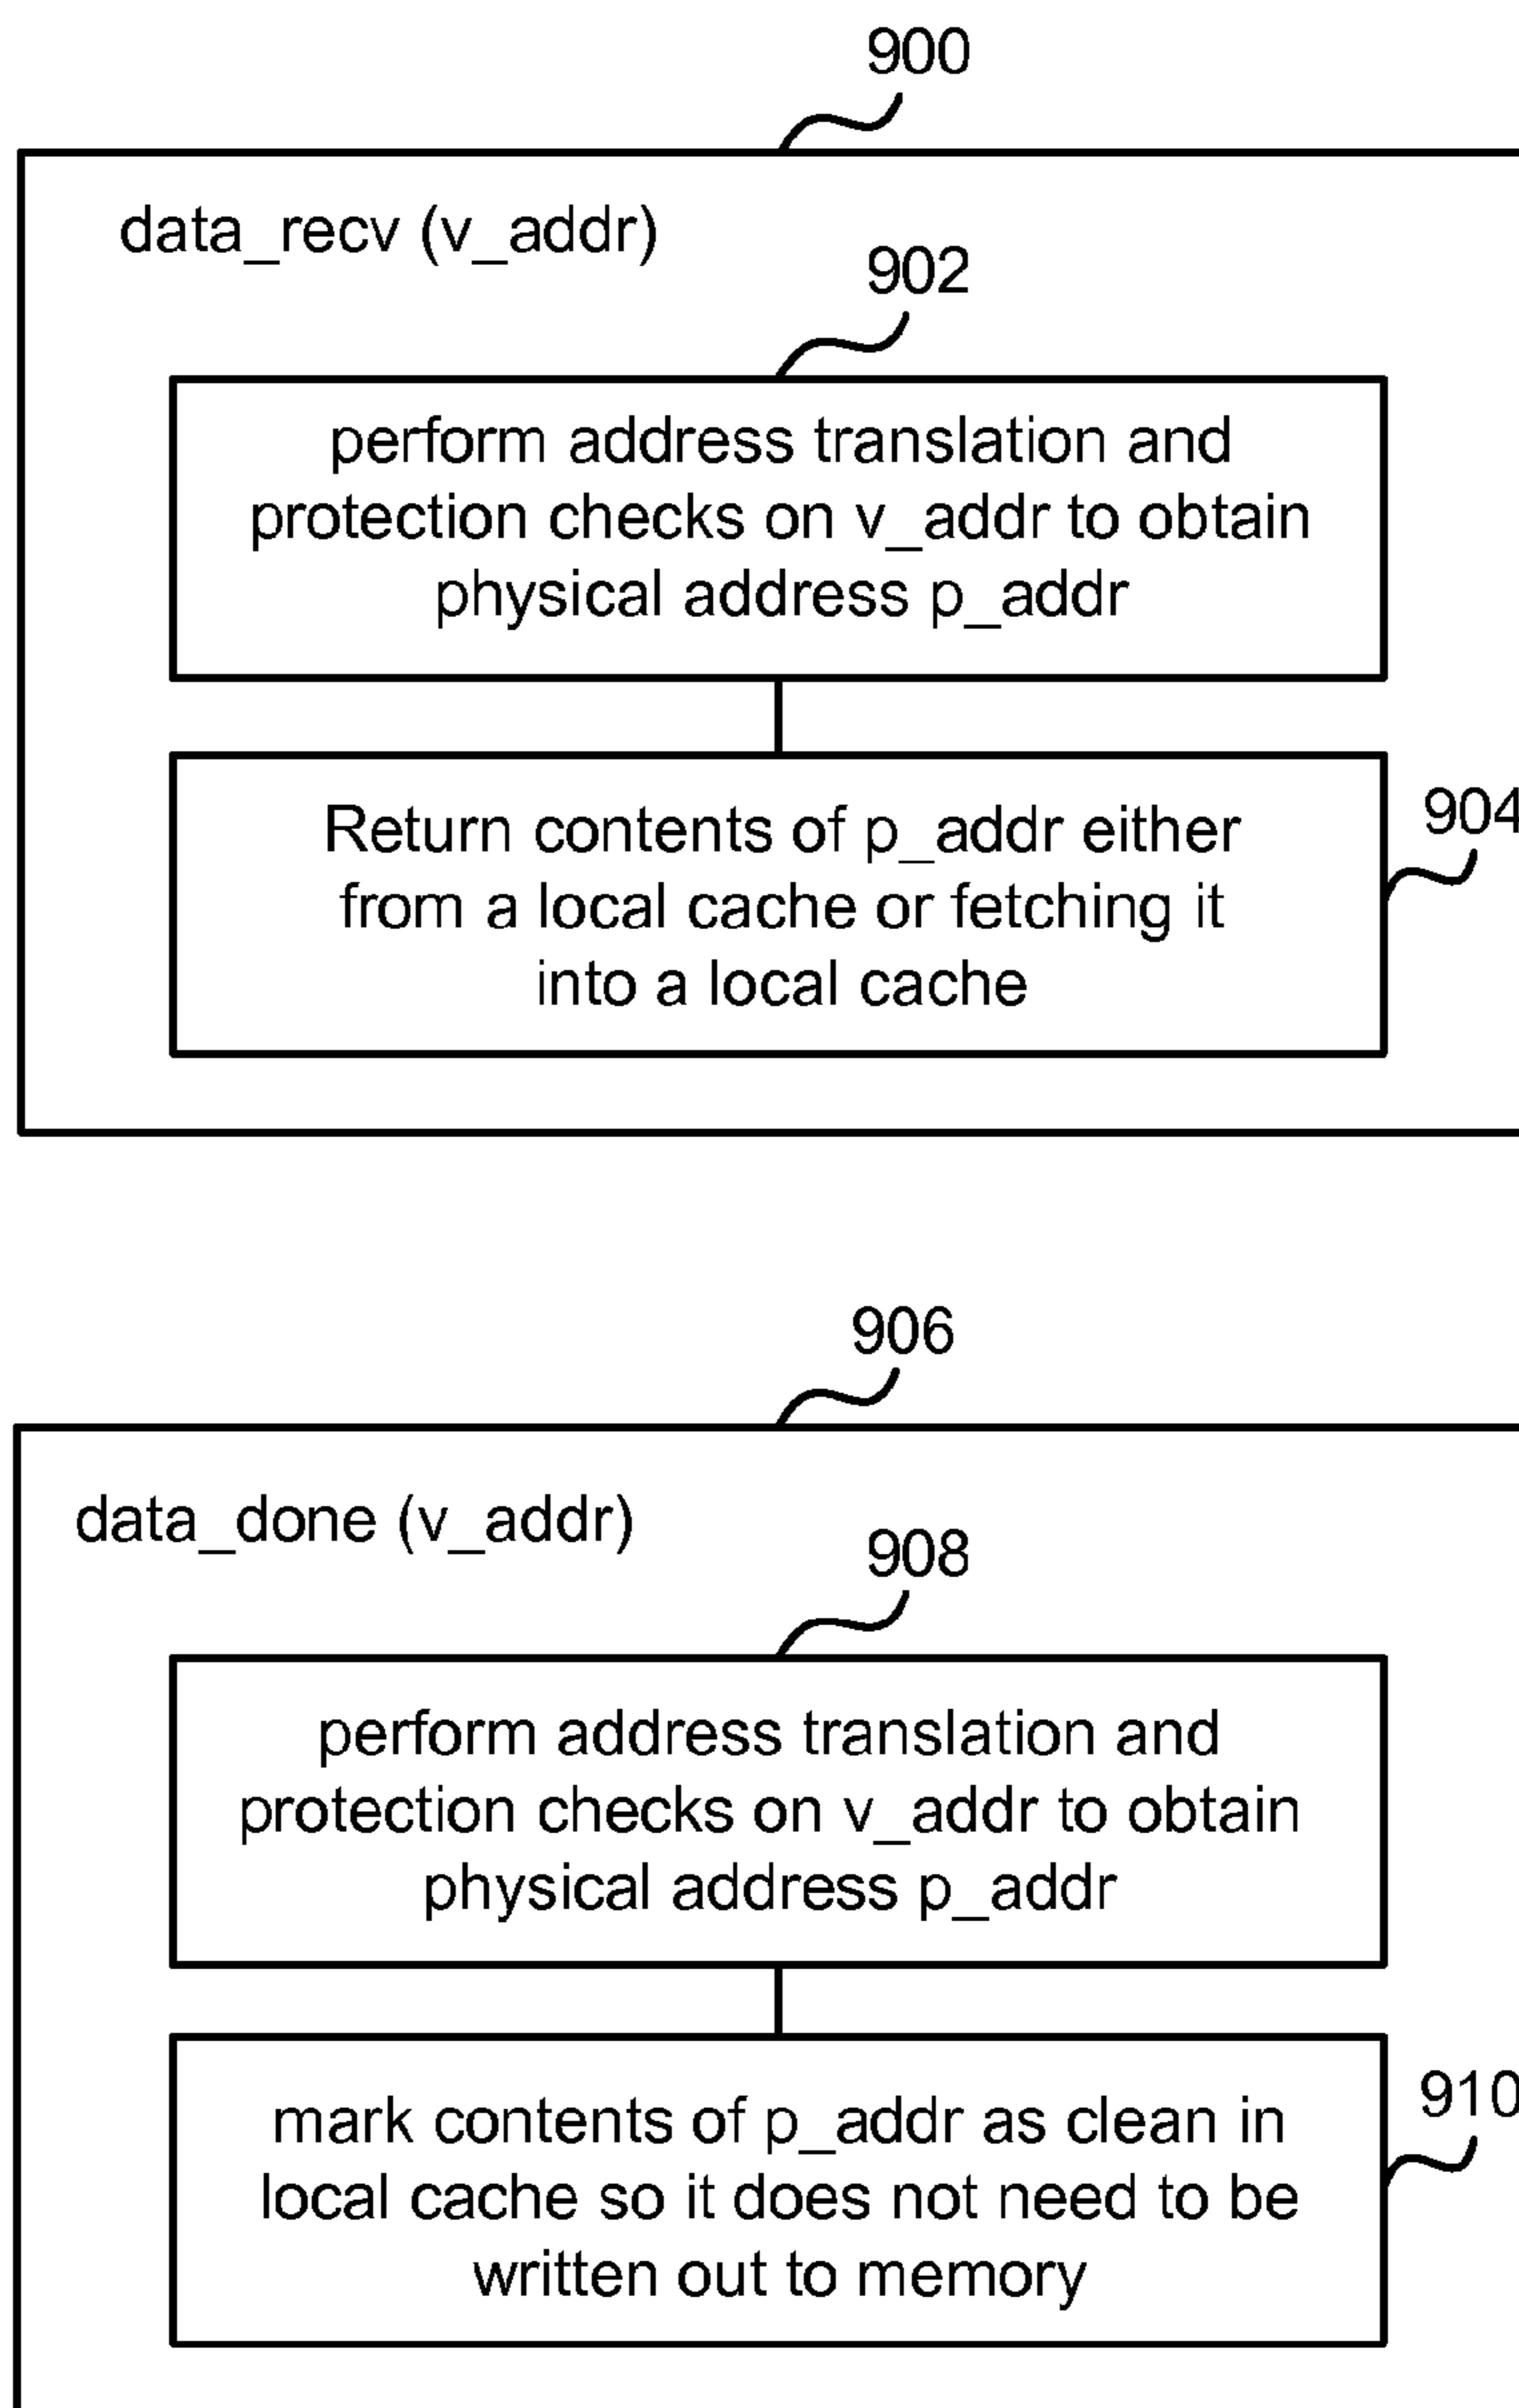 900
data_recv (v_addr)
902
perform address translation and
protection checks on v_addr to obtain
physical address p_addr
904
Return contents of p_addr either
from a local cache or fetching it
into a local cache
906
data_done (v_addr)
908
perform address translation and
protection checks on v_addr to obtain
physical address p_addr
910
mark contents of p_addr as clean in
local cache so it does not need to be
written out to memory